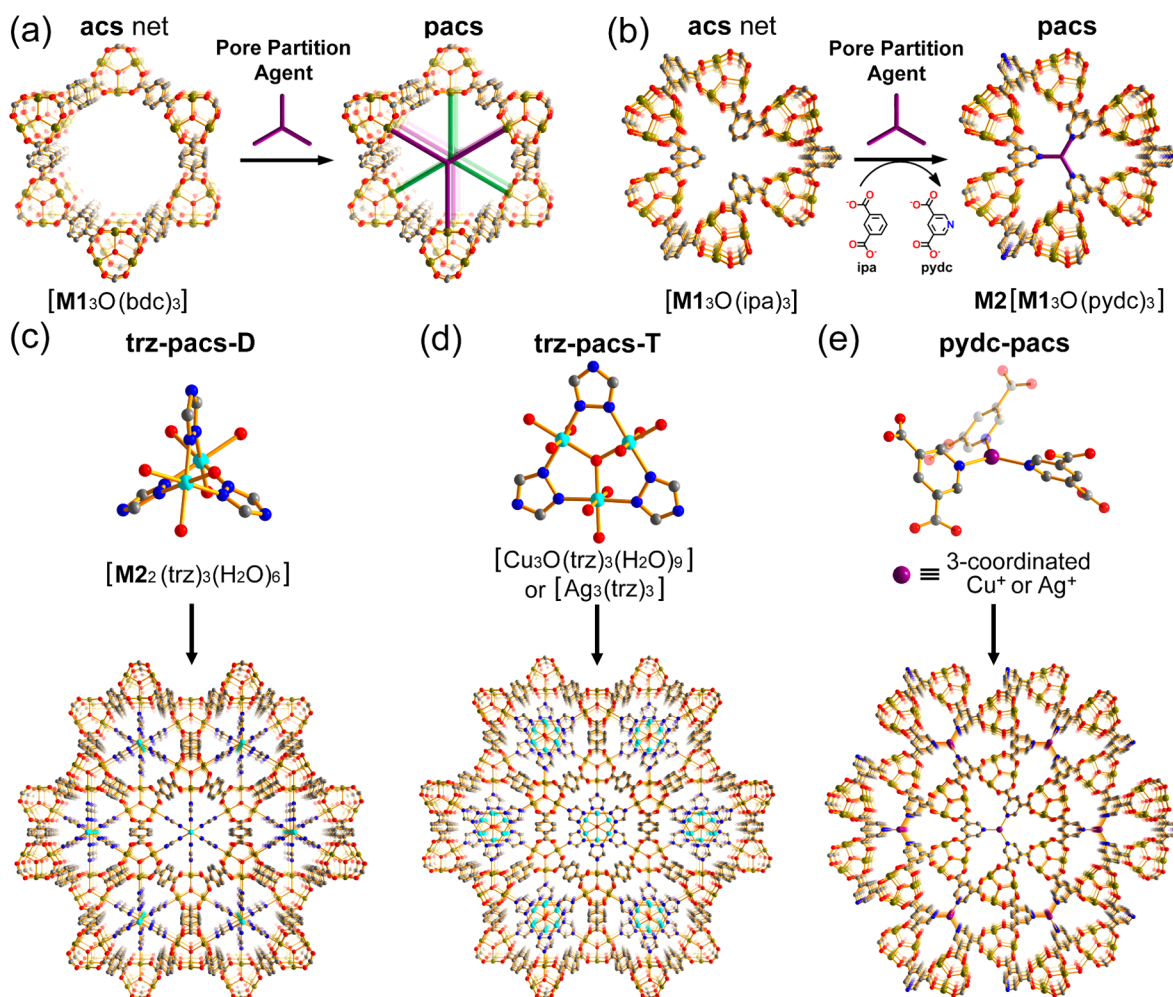 (a)
acs net
Pore Partition
Agent
pacs
[M1₃O(bdc)₃]
(b)
acs net
Pore Partition
Agent
pacs
⁻O
O
O
O⁻
ipa
⁻O
O
N
O
O⁻
pydc
[M1₃O(ipa)₃]
M2[M1₃O(pydc)₃]
(c)
trz-pacs-D
[M2₂(trz)₃(H₂O)₆]
(d)
trz-pacs-T
[Cu₃O(trz)₃(H₂O)₉]
or [Ag₃(trz)₃]
(e)
pydc-pacs
≡ 3-coordinated
Cu⁺ or Ag⁺